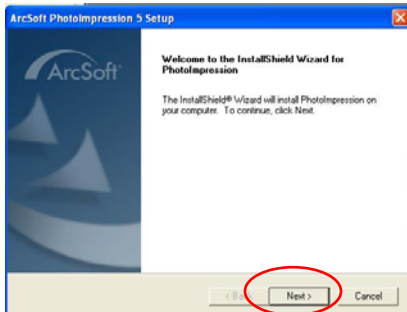 ArcSoft PhotoImpression 5 Setup
ArcSoft
Welcome to the InstallShield Wizard for
PhotoImpression
The InstallShield® Wizard will install PhotoImpression on
your computer. To continue, click Next.
Next >
Cancel